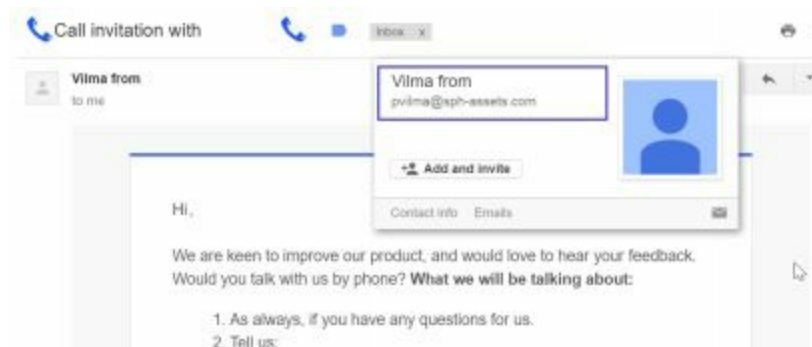 Call invitation with
Inbox x
Vilma from
to me
Vilma from
pvilma@sph-assets.com
Add and invite
Contact info Emails
Hi,
We are keen to improve our product, and would love to hear your feedback.
Would you talk with us by phone? What we will be talking about:
1. As always, if you have any questions for us.
2. Tell us: